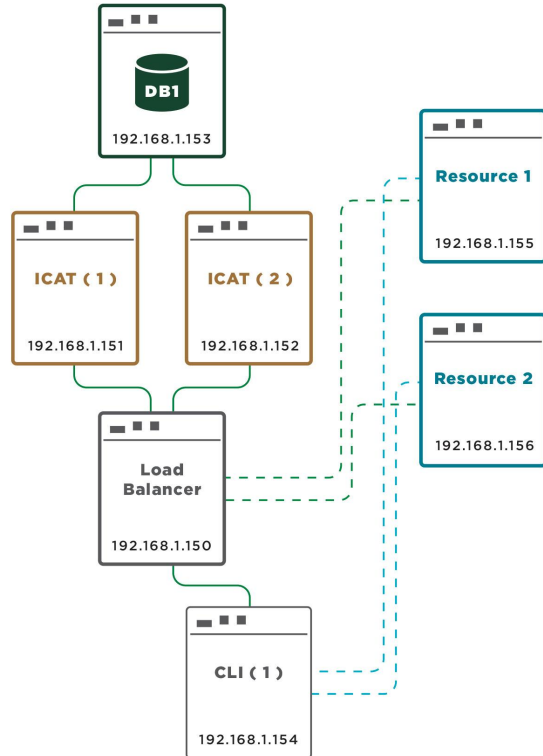 DB1
192.168.1.153
Resource 1
192.168.1.155
ICAT ( 1 )
192.168.1.151
ICAT ( 2 )
192.168.1.152
Resource 2
192.168.1.156
Load
Balancer
192.168.1.150
CLI ( 1 )
192.168.1.154